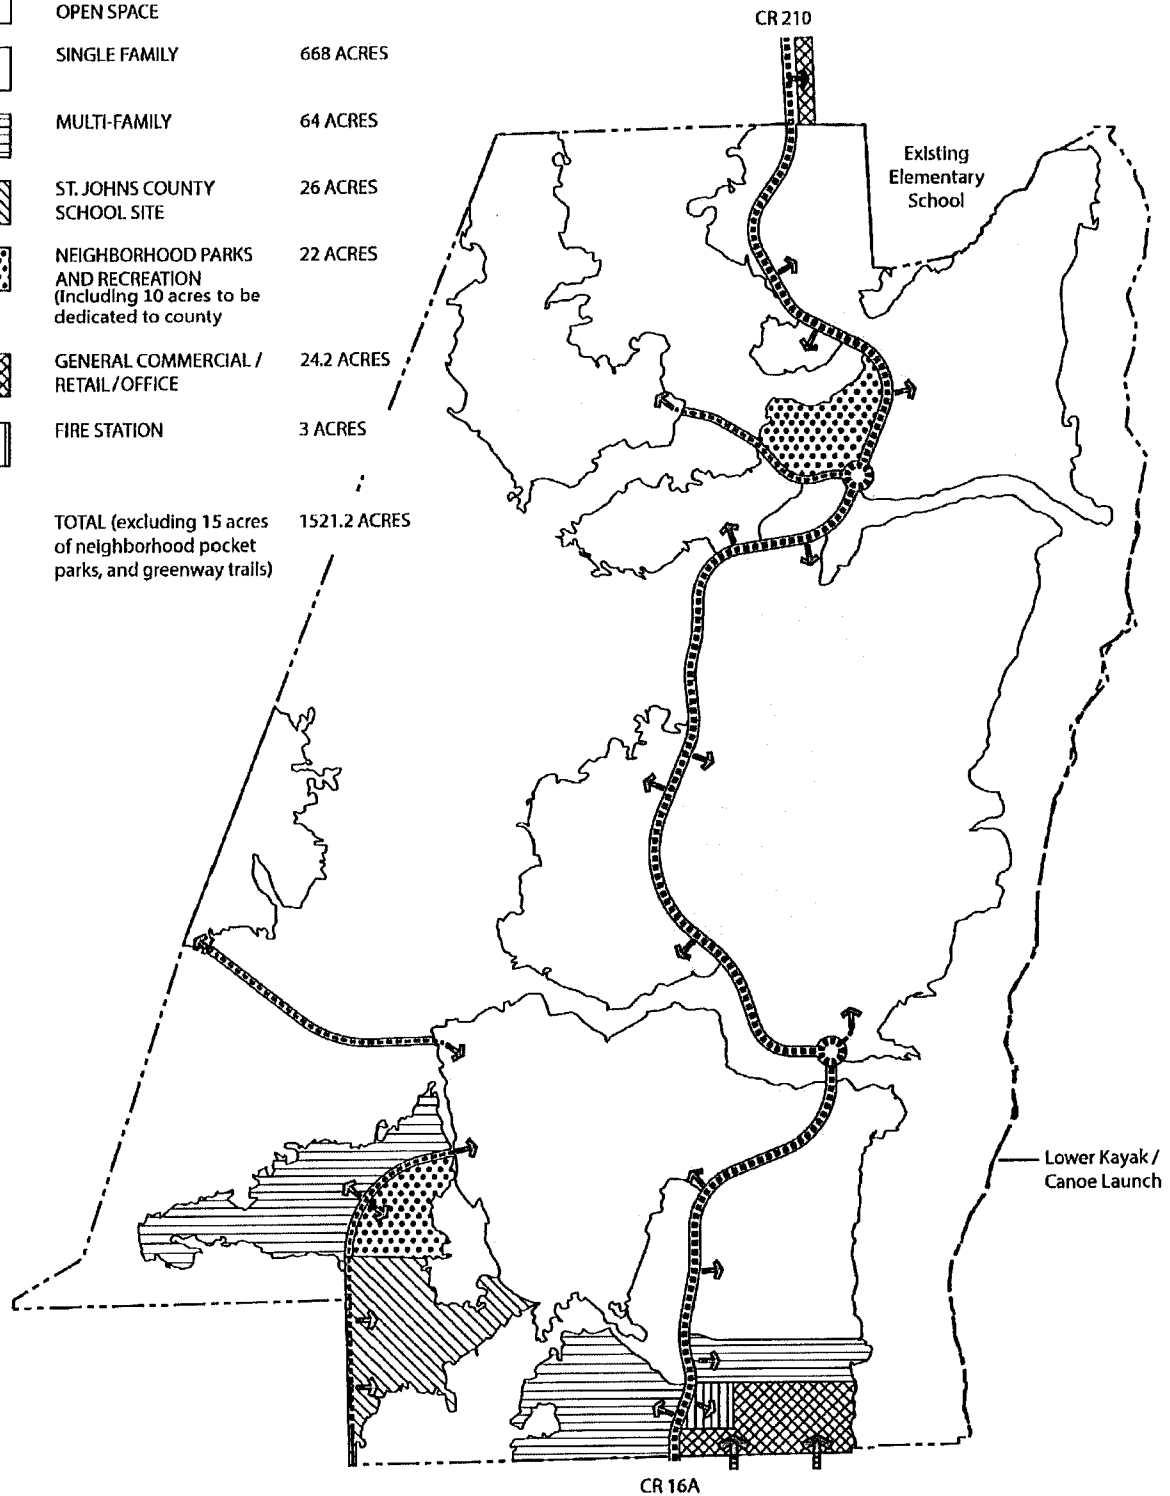 CR 210
OPEN SPACE
SINGLE FAMILY 668 ACRES
MULTI-FAMILY 64 ACRES
ST. JOHNS COUNTY 26 ACRES
SCHOOL SITE
NEIGHBORHOOD PARKS 22 ACRES
AND RECREATION
(Including 10 acres to be
dedicated to county
GENERAL COMMERCIAL / 24.2 ACRES
RETAIL/OFFICE
FIRE STATION 3 ACRES
TOTAL (excluding 15 acres 1521.2 ACRES
of neighborhood pocket
parks, and greenway trails)
Existing
Elementary
School
Lower Kayak /
Canoe Launch
CR 16A